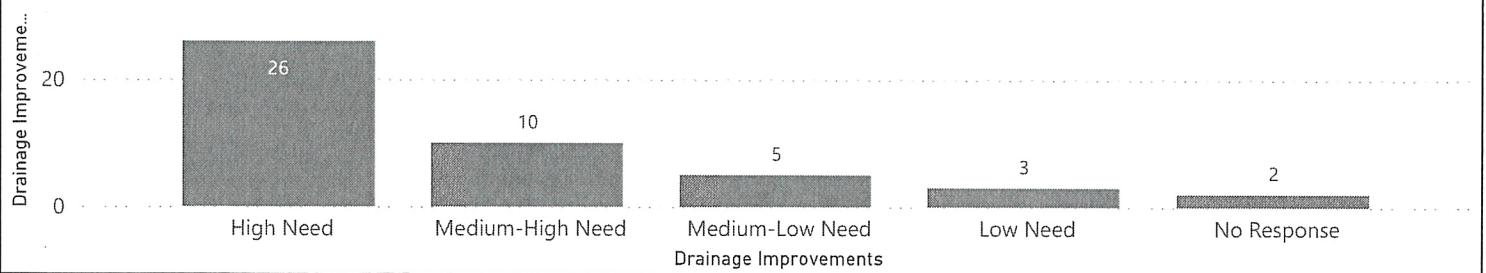 Drainage Improveme...
20
0
26
10
5
3
2
High Need
Medium-High Need
Medium-Low Need
Low Need
No Response
Drainage Improvements